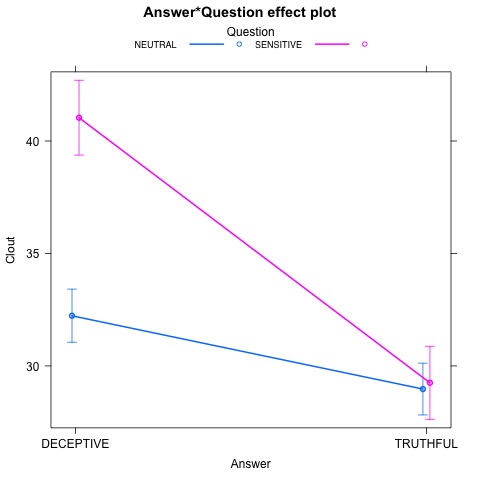 Answer*Question effect plot
Question
NEUTRAL SENSITIVE
40
35
30
Clout
DECEPTIVE TRUTHFUL
Answer